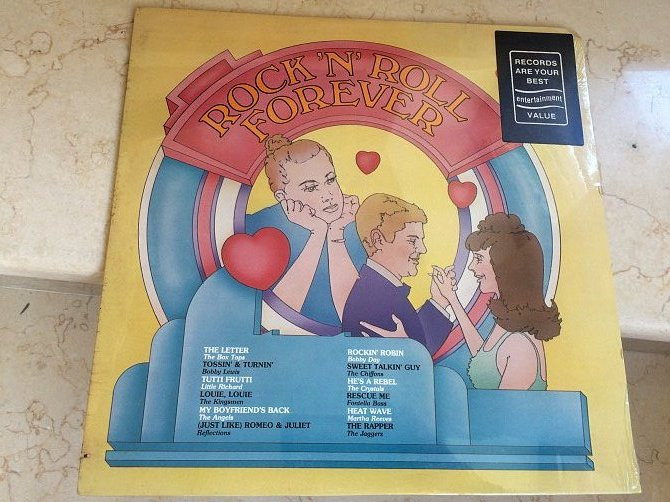 ROCK 'N' ROLL
FOREVER
RECORDS
ARE YOUR
BEST
entertainment
VALUE
THE LETTER
The Box Tops
TOSSIN' & TURNIN'
Bobby Lewis
TUTTI FRUTTI
Little Richard
LOUIE, LOUIE
The Kingsmen
MY BOYFRIEND'S BACK
The Angels
(JUST LIKE) ROMEO & JULIET
Reflections
ROCKIN' ROBIN
Bobby Day
SWEET TALKIN' GUY
The Chiffons
HE'S A REBEL
The Crystals
RESCUE ME
Fontella Bass
HEAT WAVE
Martha Reeves
THE RAPPER
The Jaggers